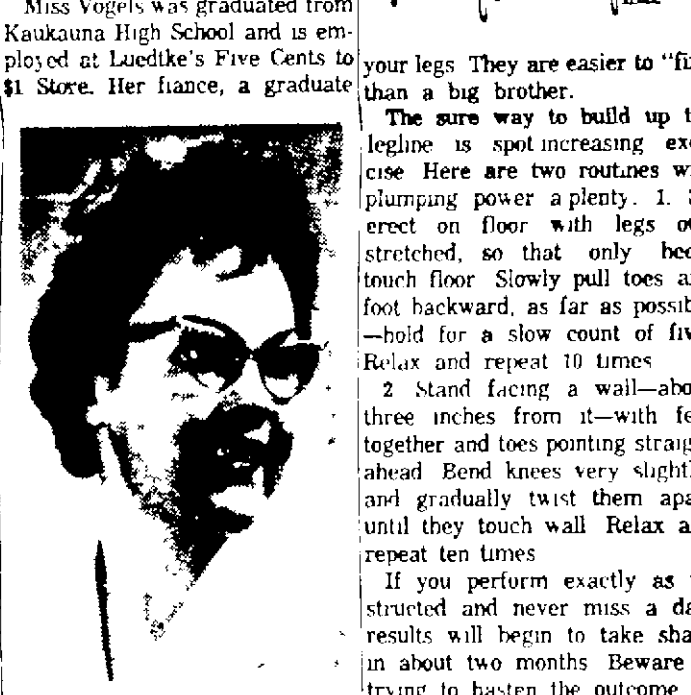 Miss Vogels was graduated from
Kaukauna High School and is em-
ployed at Luedtke's Five Cents to
$1 Store. Her fiance, a graduate
your legs They are easier to "fi
than a big brother.
The sure way to build up
legline is spot increasing
cise Here are two routines
plumping power a plenty. 1.
erect on floor with legs
stretched, so that only
touch floor Slowly pull toes
foot backward, as far as
—hold for a slow count of
Relax and repeat 10 times
2 Stand facing a wall—
three inches from it—with
together and toes pointing
ahead Bend knees very
and gradually twist them
until they touch wall Relax
repeat ten times
If you perform exactly as
structed and never miss a
results will begin to take
in about two months Beware
trying to hasten the outcome